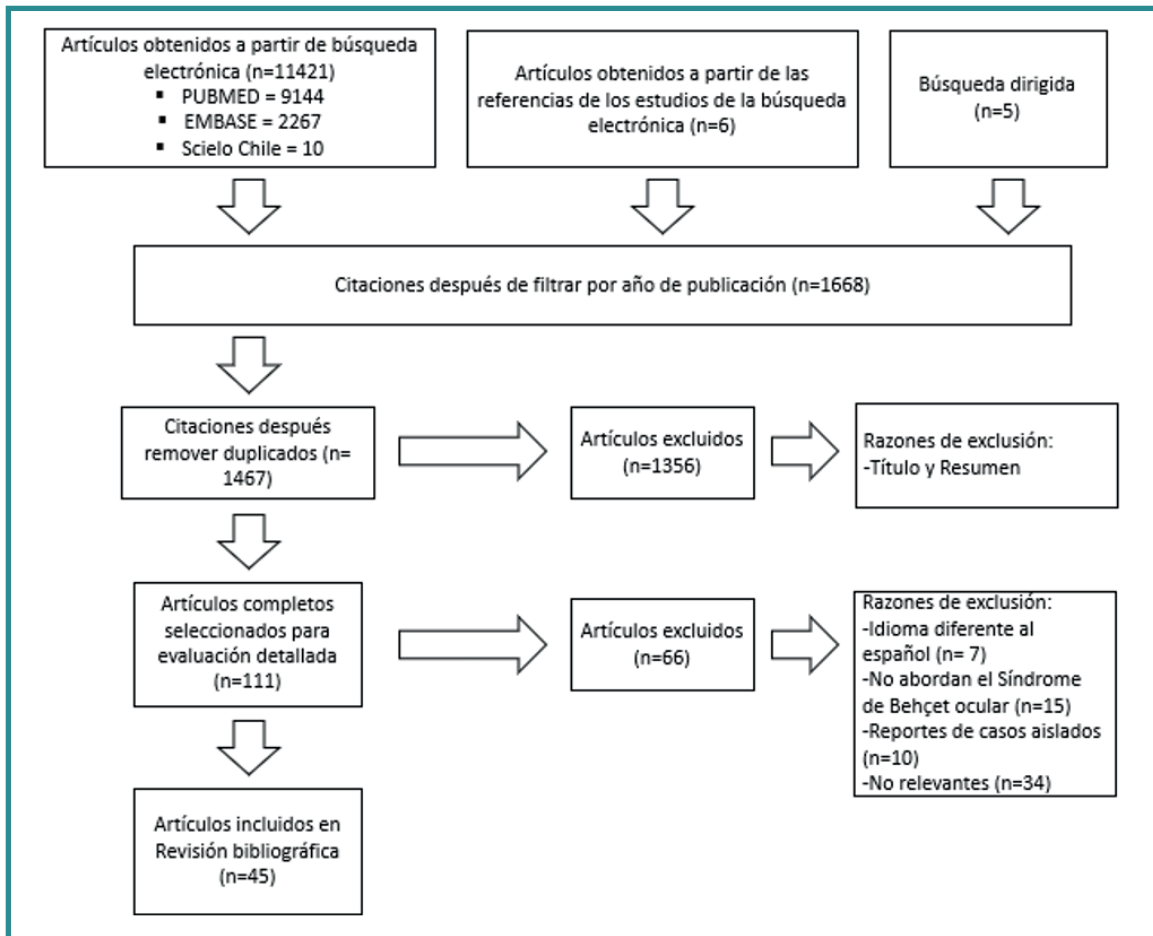 Artículos obtenidos a partir de búsqueda
electrónica (n=11421)
▪ PUBMED = 9144
▪ EMBASE = 2267
▪ Scielo Chile = 10
Artículos obtenidos a partir de las
referencias de los estudios de la búsqueda
electrónica (n=6)
Búsqueda dirigida
(n=5)
Citaciones después de filtrar por año de publicación (n=1668)
Citaciones después
remover duplicados (n=
1467)
Artículos excluidos
(n=1356)
Razones de exclusión:
-Título y Resumen
Artículos completos
seleccionados para
evaluación detallada
(n=111)
Artículos excluidos
(n=66)
Razones de exclusión:
-Idioma diferente al
español (n= 7)
-No abordan el Síndrome
de Behçet ocular (n=15)
-Reportes de casos aislados
(n=10)
-No relevantes (n=34)
Artículos incluidos en
Revisión bibliográfica
(n=45)